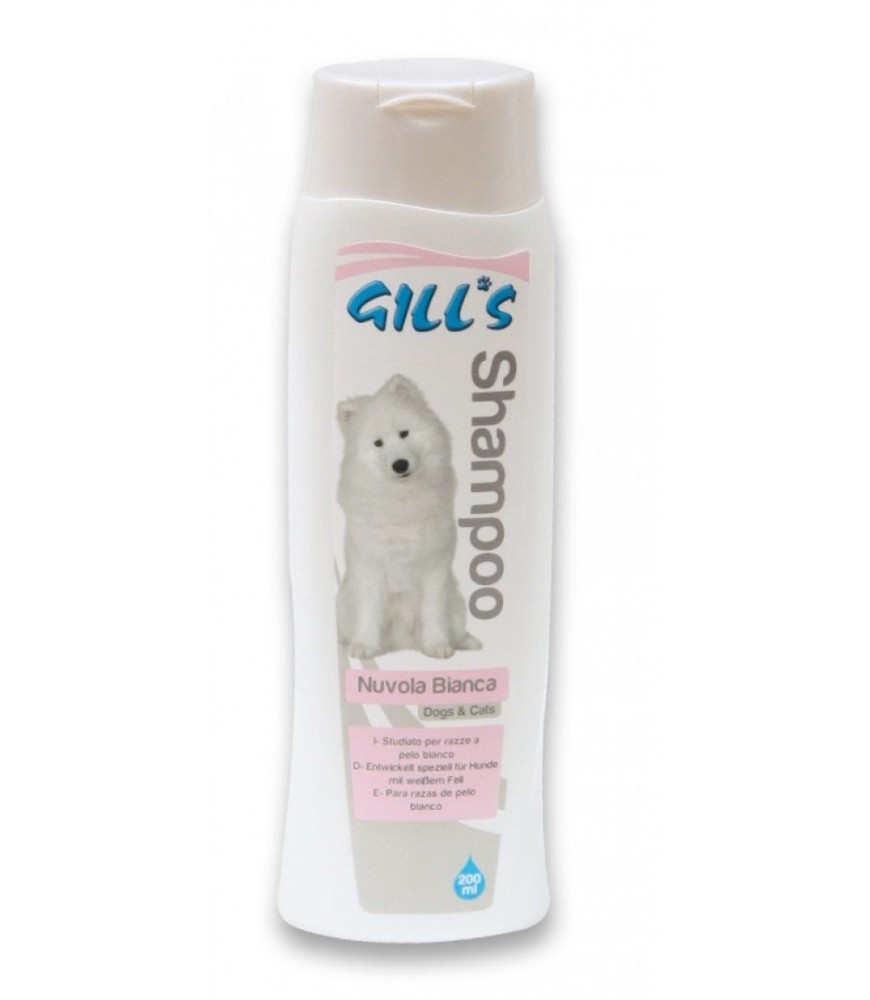 GILL'S
Shampoo
Nuvola Bianca
Dogs & Cats
I- Studiato per razze a
pelo bianco
D- Entwickelt speziell für Hunde
mit weißem Fell
E- Para razas de pelo
blanco
200
ml